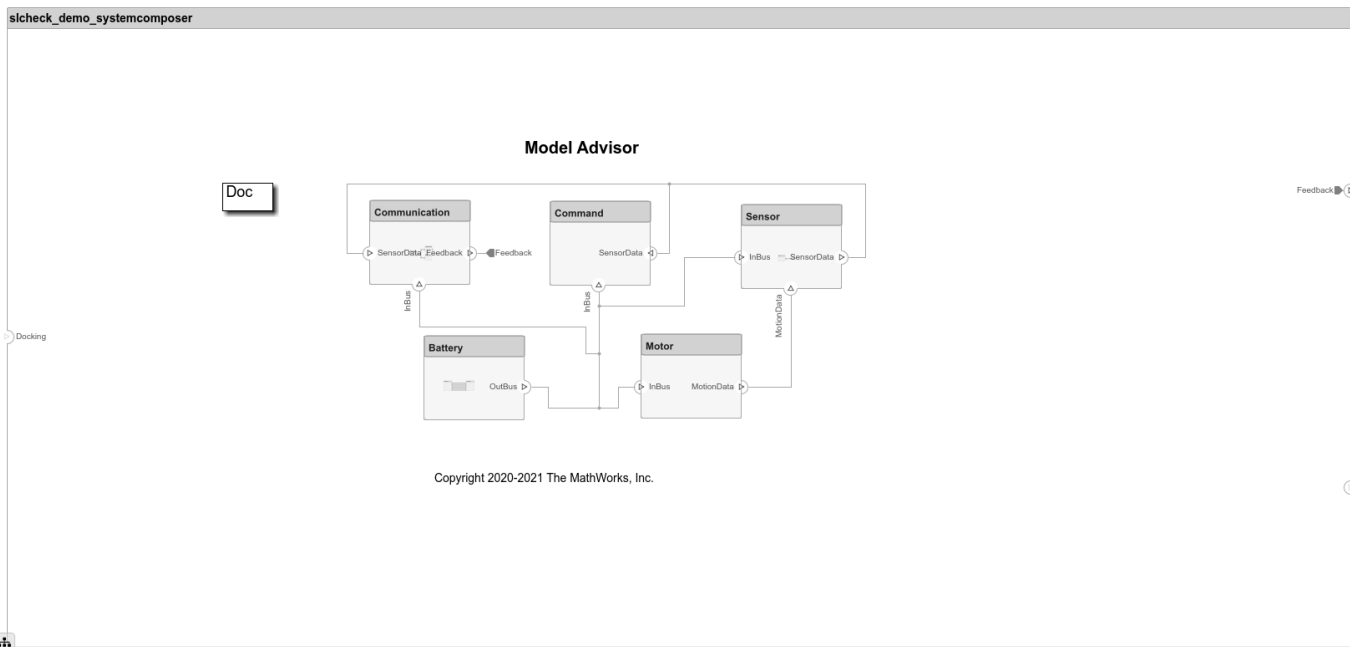 slcheck_demo_systemcomposer
Model Advisor
Doc
Feedback
Communication
SensorData
Feedback
Feedback
InBus
Command
SensorData
InBus
Sensor
InBus
SensorData
MotionData
Docking
Battery
OutBus
Motor
InBus
MotionData
Copyright 2020-2021 The MathWorks, Inc.